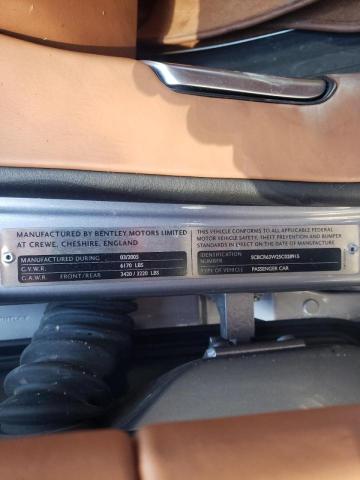 MANUFACTURED BY BENTLEY MOTORS LIMITED
AT CREWE, CHESHIRE, ENGLAND
MANUFACTURED DURING 03/2005
G.V.W.R. 6170 LBS
G.A.W.R. FRONT/REAR 3420 / 3220 LBS
THIS VEHICLE CONFORMS TO ALL APPLICABLE FEDERAL
MOTOR VEHICLE SAFETY, THEFT PREVENTION AND BUMPER
STANDARDS IN EFFECT ON THE DATE OF MANUFACTURE
IDENTIFICATION
NUMBER SCBCR63W25C028915
TYPE OF VEHICLE PASSENGER CAR